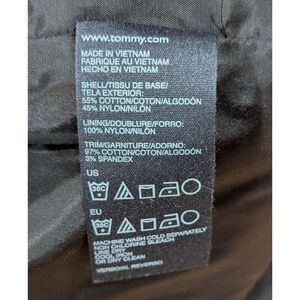 www.tommy.com
MADE IN VIETNAM
FABRIQUE AU VIETNAM
HECHO EN VIETNAM
SHELL/TISSU DE BASE/
TELA EXTERIOR:
55% COTTON/COTON/ALGODÓN
45% NYLON/NILÓN
LINING/DOUBLURE/FORRO:
100% NYLON/NILÓN
TRIM/GARNITURE/ADORNO:
97% COTTON/COTON/ALGODÓN
3% SPANDEX
US
30C
EU
30C
MACHINE WASH COLD SEPARATELY
NON CHLORINE BLEACH
LINE DRY
COOL IRON
OR DRY CLEAN
VERSO/AL REVERSO